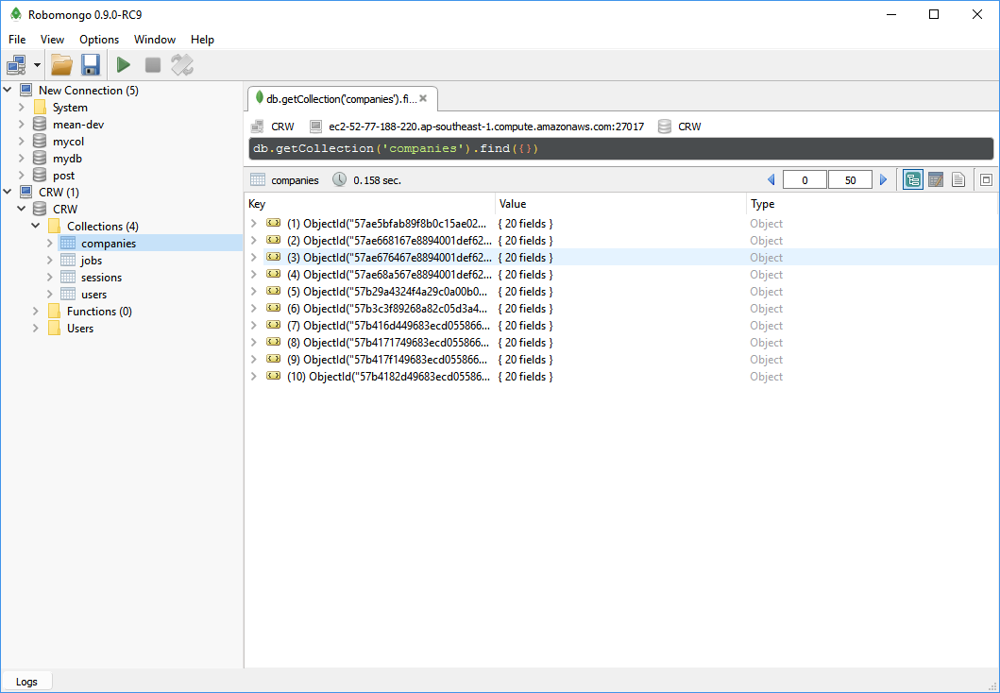 Robomongo 0.9.0-RC9
File View Options Window Help
New Connection (5)
System
mean-dev
mycol
mydb
post
CRW (1)
CRW
Collections (4)
companies
jobs
sessions
users
Functions (0)
Users
db.getCollection('companies').fi...
CRW ec2-52-77-188-220.ap-southeast-1.compute.amazonaws.com:27017 CRW
db.getCollection('companies').find({})
companies 0.158 sec. 0 50
Key Value Type
(1) ObjectId("57ae5bfab89f8b0c15ae02... { 20 fields } Object
(2) ObjectId("57ae668167e8894001def62... { 20 fields } Object
(3) ObjectId("57ae676467e8894001def62... { 20 fields } Object
(4) ObjectId("57ae68a567e8894001def62... { 20 fields } Object
(5) ObjectId("57b29a4324f4a29c0a00b0... { 20 fields } Object
(6) ObjectId("57b3c3f89268a82c05d3a4... { 20 fields } Object
(7) ObjectId("57b416d449683ecd055866... { 20 fields } Object
(8) ObjectId("57b4171749683ecd055866... { 20 fields } Object
(9) ObjectId("57b417f149683ecd055866... { 20 fields } Object
(10) ObjectId("57b4182d49683ecd05586... { 20 fields } Object
Logs